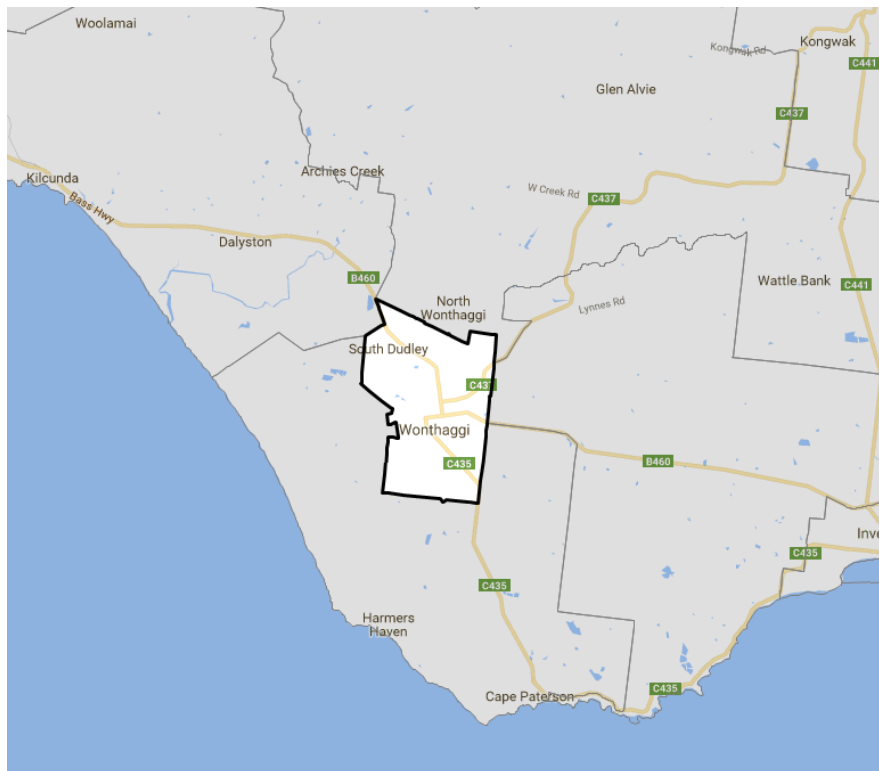 Woolamai
Kongwak
Kongwak Rd
C441
Glen Alvie
C437
Archies Creek
Kilcunda
W Creek Rd
C437
Bass Hwy
Dalyston
B460
Wattle Bank
C441
North
Wonthaggi
Lynnes Rd
South Dudley
C437
Wonthaggi
C435
B460
Inve
C435
C435
Harmers
Haven
C435
Cape Paterson